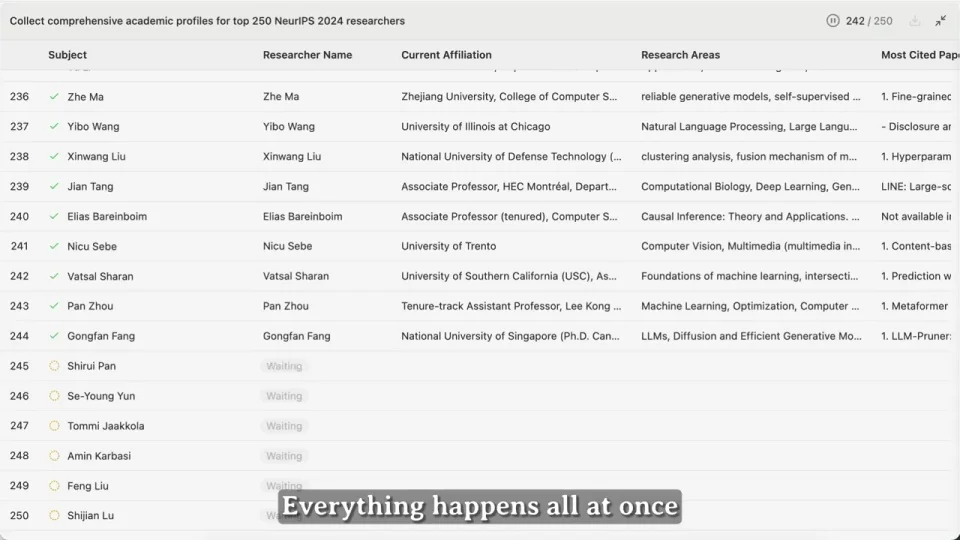 Collect comprehensive academic profiles for top 250 NeurIPS 2024 researchers 242 / 250
Subject Researcher Name Current Affiliation Research Areas Most Cited Pap
236 Zhe Ma Zhe Ma Zhejiang University, College of Computer S... reliable generative models, self-supervised ... 1. Fine-grained
237 Yibo Wang Yibo Wang University of Illinois at Chicago Natural Language Processing, Large Langu... - Disclosure ar
238 Xinwang Liu Xinwang Liu National University of Defense Technology (... clustering analysis, fusion mechanism of m... 1. Hyperparam
239 Jian Tang Jian Tang Associate Professor, HEC Montréal, Depart... Computational Biology, Deep Learning, Gen... LINE: Large-sc
240 Elias Bareinboim Elias Bareinboim Associate Professor (tenured), Computer S... Causal Inference: Theory and Applications. ... Not available i
241 Nicu Sebe Nicu Sebe University of Trento Computer Vision, Multimedia (multimedia in... 1. Content-bas
242 Vatsal Sharan Vatsal Sharan University of Southern California (USC), As... Foundations of machine learning, intersecti... 1. Prediction w
243 Pan Zhou Pan Zhou Tenure-track Assistant Professor, Lee Kong ... Machine Learning, Optimization, Computer ... 1. Metaformer
244 Gongfan Fang Gongfan Fang National University of Singapore (Ph.D. Can... LLMs, Diffusion and Efficient Generative Mo... 1. LLM-Pruner:
245 Shirui Pan Waiting
246 Se-Young Yun Waiting
247 Tommi Jaakkola Waiting
248 Amin Karbasi Waiting
249 Feng Liu Waiting
250 Shijian Lu
Everything happens all at once